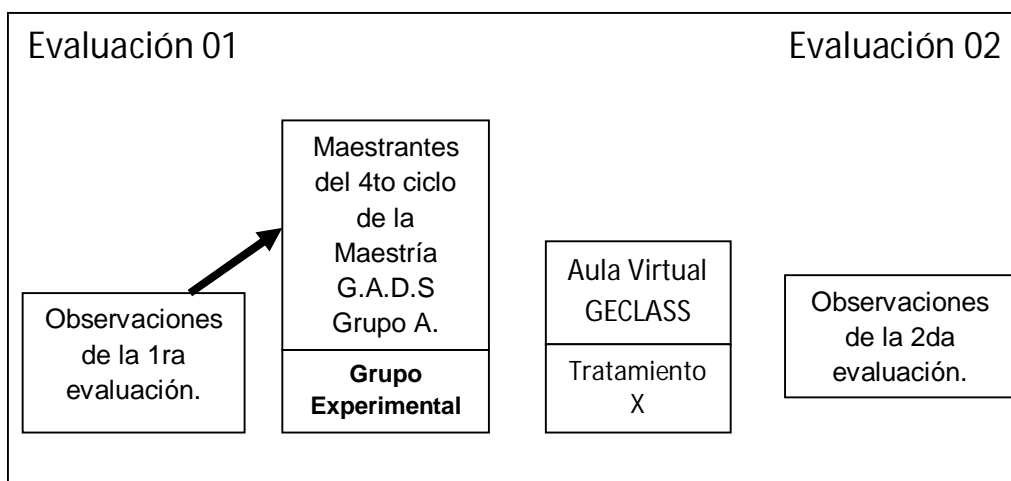 Evaluación 01
Evaluación 02
Observaciones
de la 1ra
evaluación.
Maestrantes
del 4to ciclo
de la
Maestría
G.A.D.S
Grupo A.
Grupo
Experimental
Aula Virtual
GECLASS
Tratamiento
X
Observaciones
de la 2da
evaluación.